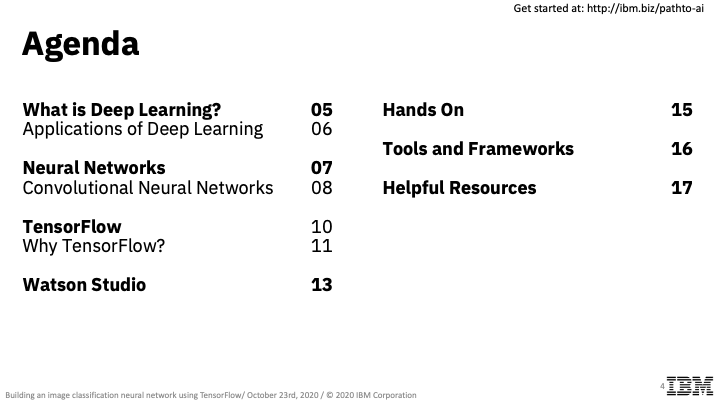 Get started at: http://ibm.biz/pathto-ai
Agenda
What is Deep Learning? 05
Applications of Deep Learning 06
Neural Networks 07
Convolutional Neural Networks 08
TensorFlow 10
Why TensorFlow? 11
Watson Studio 13
Hands On 15
Tools and Frameworks 16
Helpful Resources 17
Building an image classification neural network using TensorFlow/ October 23rd, 2020 / © 2020 IBM Corporation
4 IBM